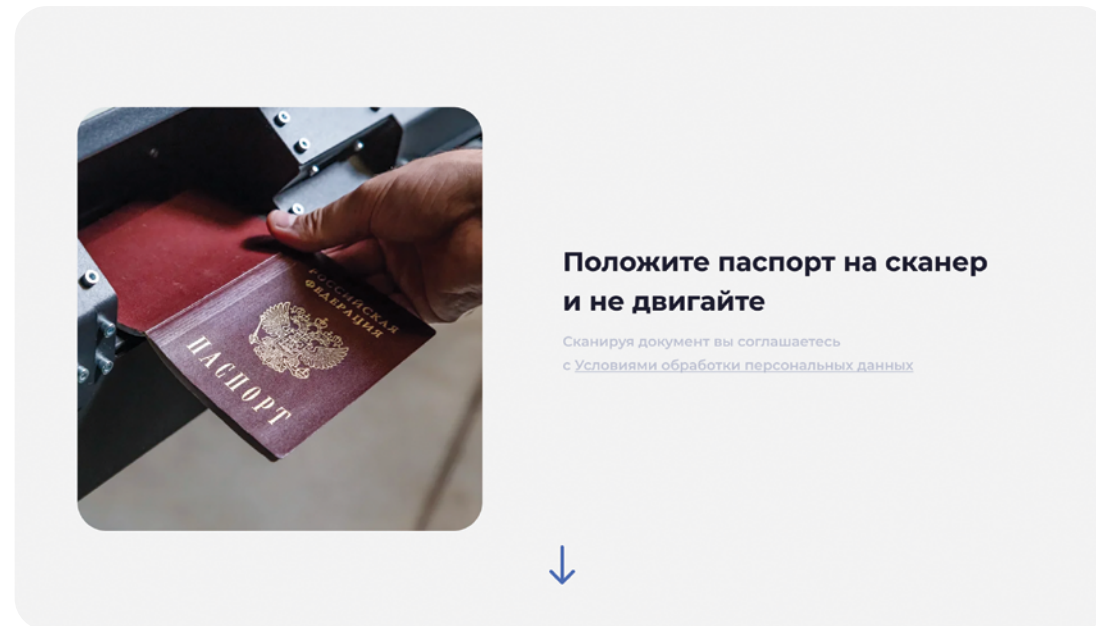 РОССИЙСКАЯ
ФЕДЕРАЦИЯ
ПАСПОРТ
Положите паспорт на сканер
и не двигайте
Сканируя документ вы соглашаетесь
с Условиями обработки персональных данных